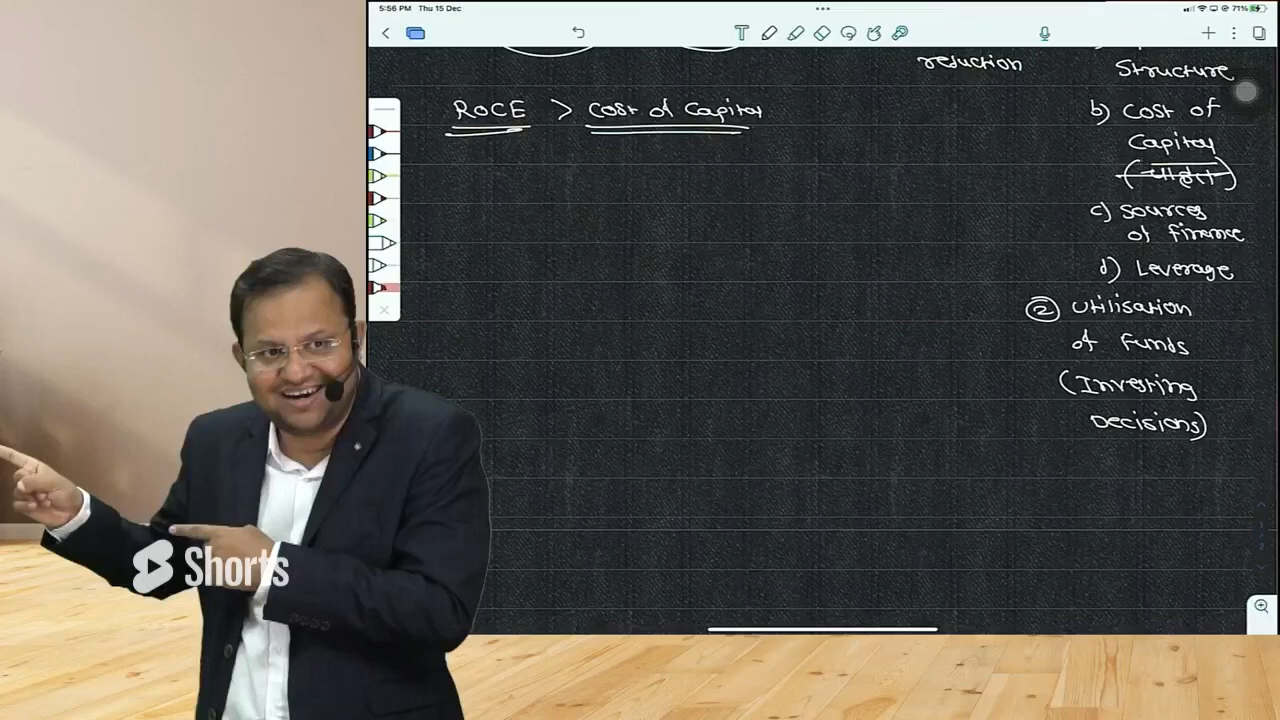 5:56 PM Thu 15 Dec
71%
T
reduction
Structure
ROCE > Cost of Capital
b) Cost of
Capital
c) Sources
of Finance
d) Leverage
② Utilisation
of Funds
(Investing
Decisions)
Shorts